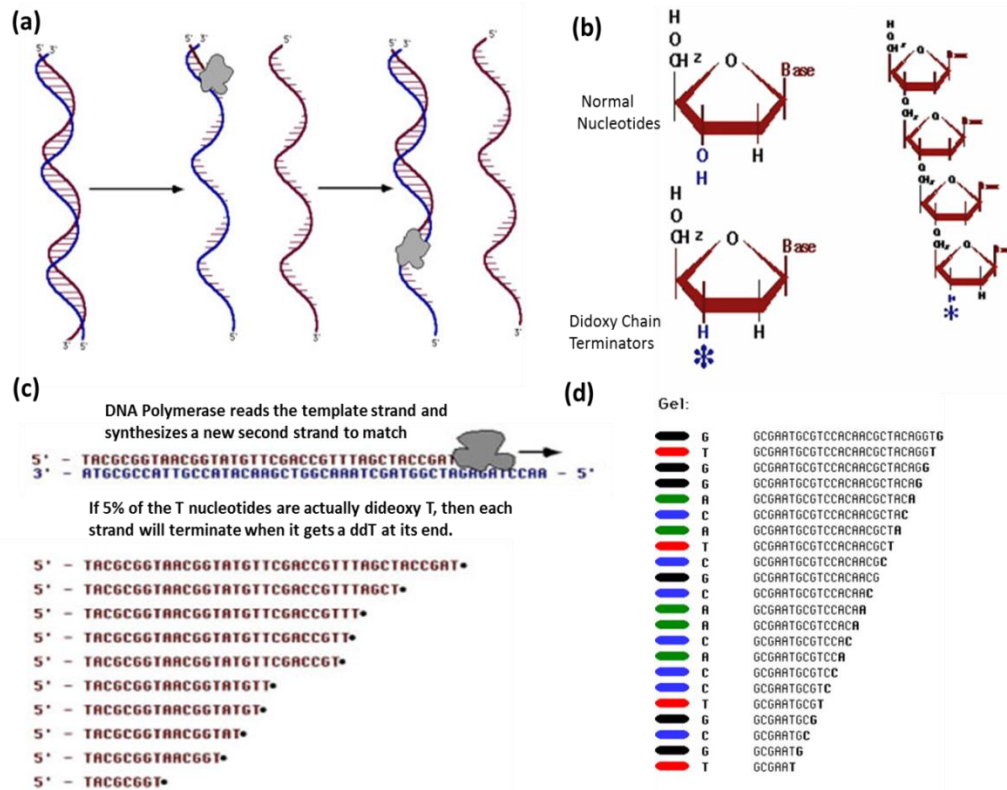 (a)
5' 3'
5' 3'
5'
5' 3'
5'
3' 5'
5'
3'
5'
3'
(b)
H
O
CH2
O
Base
Normal
Nucleotides
O
H
H
H
O
CH2
O
Base
Didoxy Chain
Terminators
H
H
*
H
O
CH2
O
O
CH2
O
O
CH2
O
O
CH2
O
H
H
*
(c)
DNA Polymerase reads the template strand and
synthesizes a new second strand to match
5' - TACGCGGTAACGGTATGTTCGACCGTTTAGCTACCGAT
3' - ATGCGCCATTGCCATACAAGCTGGCAAATCGATGGCTAGAGATCCAA - 5'
If 5% of the T nucleotides are actually dideoxy T, then each
strand will terminate when it gets a ddT at its end.
5' - TACGCGGTAACGGTATGTTCGACCGTTTAGCTACCGAT•
5' - TACGCGGTAACGGTATGTTCGACCGTTTAGCT•
5' - TACGCGGTAACGGTATGTTCGACCGTTT•
5' - TACGCGGTAACGGTATGTTCGACCGTT•
5' - TACGCGGTAACGGTATGTTCGACCGT•
5' - TACGCGGTAACGGTATGTT•
5' - TACGCGGTAACGGTATGT•
5' - TACGCGGTAACGGTAT•
5' - TACGCGGTAACGGT•
5' - TACGCGGT•
(d)
Gel:
G GCGAATGCGTCCACAACGCTACAGGTG
T GCGAATGCGTCCACAACGCTACAGGT
G GCGAATGCGTCCACAACGCTACAGG
G GCGAATGCGTCCACAACGCTACAG
A GCGAATGCGTCCACAACGCTACA
C GCGAATGCGTCCACAACGCTAC
A GCGAATGCGTCCACAACGCTA
T GCGAATGCGTCCACAACGCT
C GCGAATGCGTCCACAACGC
G GCGAATGCGTCCACAACG
C GCGAATGCGTCCACAAC
A GCGAATGCGTCCACAA
A GCGAATGCGTCCACA
C GCGAATGCGTCCAC
A GCGAATGCGTCCA
C GCGAATGCGTCC
C GCGAATGCGTC
T GCGAATGCGT
G GCGAATGCG
C GCGAATGC
G GCGAATG
T GCGAAT